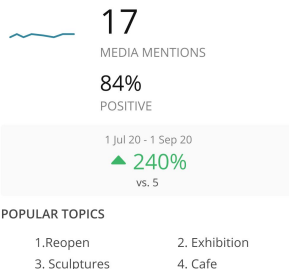 17
MEDIA MENTIONS
84%
POSITIVE
1 Jul 20 - 1 Sep 20
240%
vs. 5
POPULAR TOPICS
1.Reopen 2. Exhibition
3. Sculptures 4. Cafe